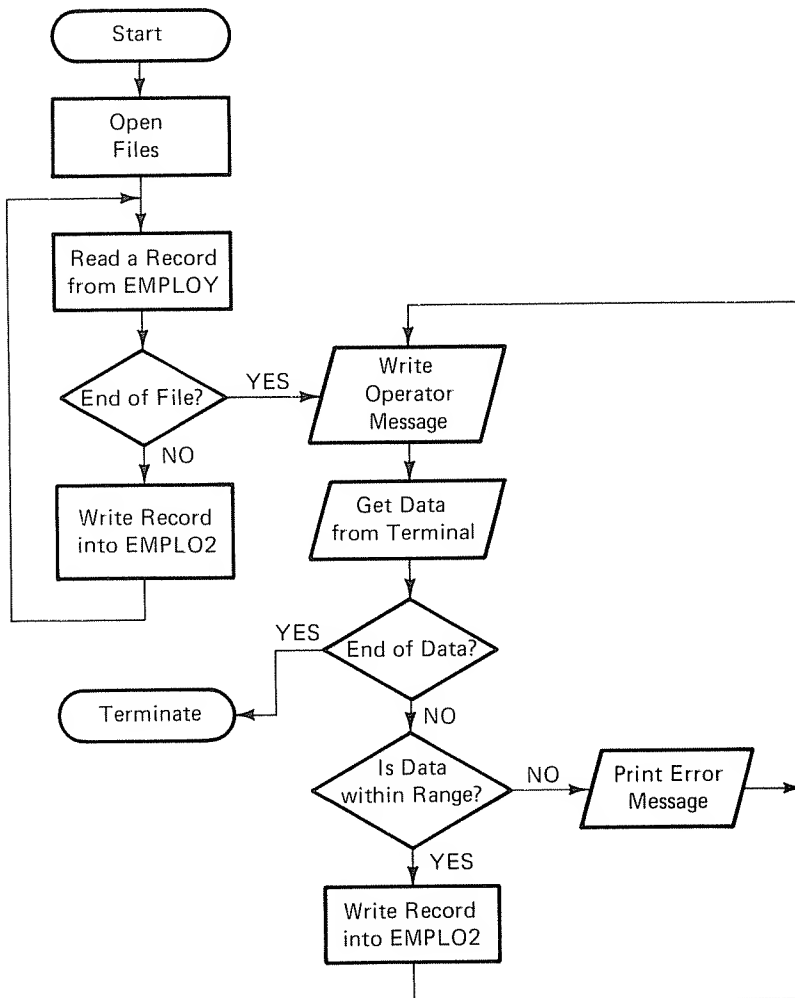 Start
Open
Files
Read a Record
from EMPLOY
End of File?
YES
NO
Write Record
into EMPLO2
Write
Operator
Message
Get Data
from Terminal
End of Data?
YES
Terminate
NO
Is Data
within Range?
NO
Print Error
Message
YES
Write Record
into EMPLO2